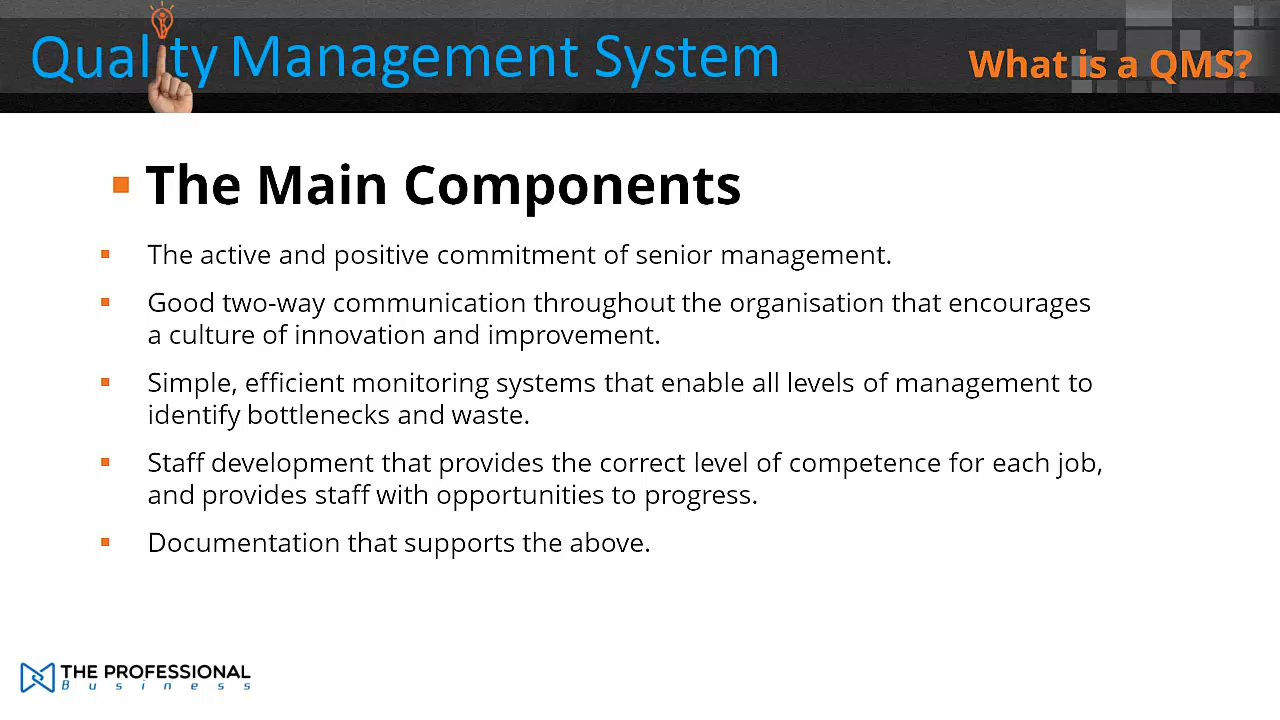 Quality Management System
What is a QMS?
The Main Components
The active and positive commitment of senior management.
Good two-way communication throughout the organisation that encourages
a culture of innovation and improvement.
Simple, efficient monitoring systems that enable all levels of management to
identify bottlenecks and waste.
Staff development that provides the correct level of competence for each job,
and provides staff with opportunities to progress.
Documentation that supports the above.
THE PROFESSIONAL
Business